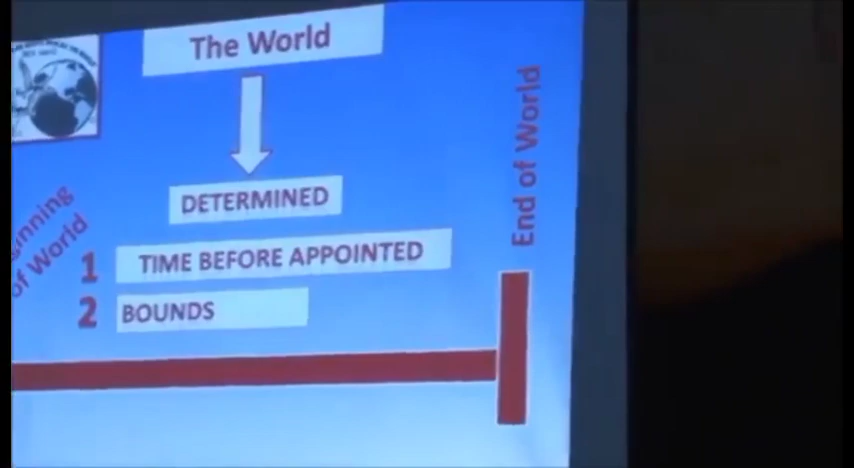 The World
End of World
DETERMINED
of World
1 TIME BEFORE APPOINTED
2 BOUNDS